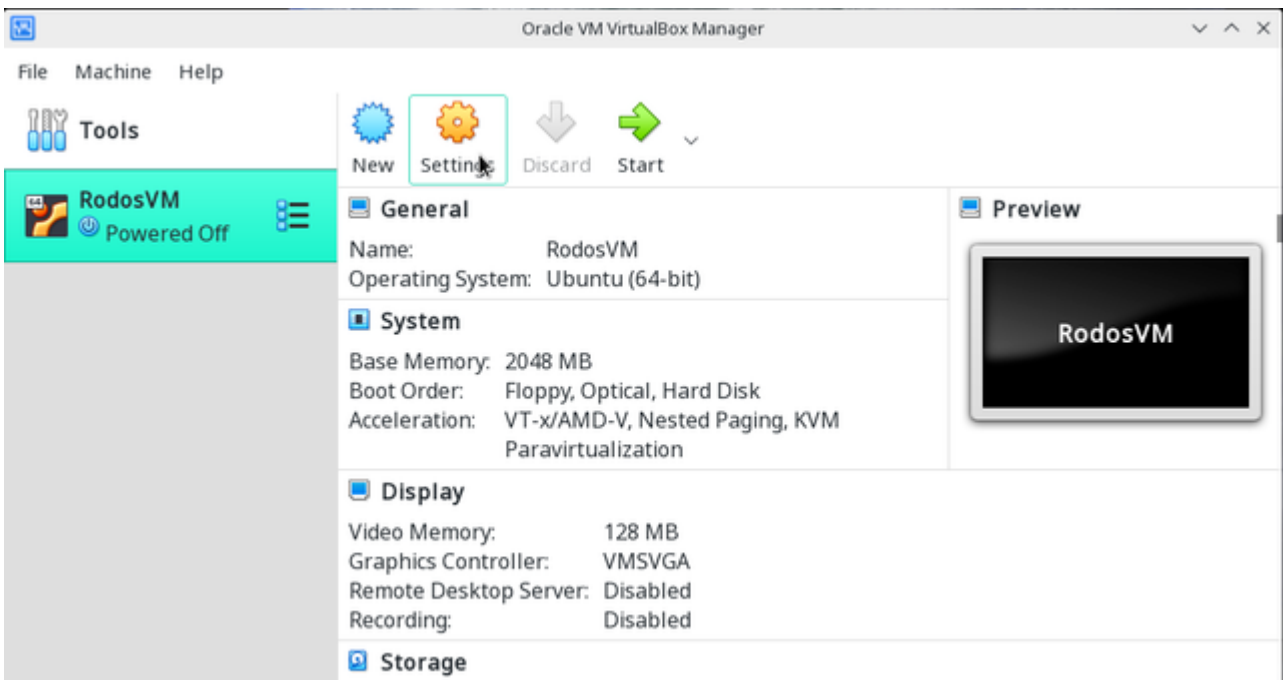 Oracle VM VirtualBox Manager
File Machine Help
Tools
New Settings Discard Start
RodosVM
Powered Off
64
General
Name: RodosVM
Operating System: Ubuntu (64-bit)
System
Base Memory: 2048 MB
Boot Order: Floppy, Optical, Hard Disk
Acceleration: VT-x/AMD-V, Nested Paging, KVM
Paravirtualization
Display
Video Memory: 128 MB
Graphics Controller: VMSVGA
Remote Desktop Server: Disabled
Recording: Disabled
Storage
Preview
RodosVM